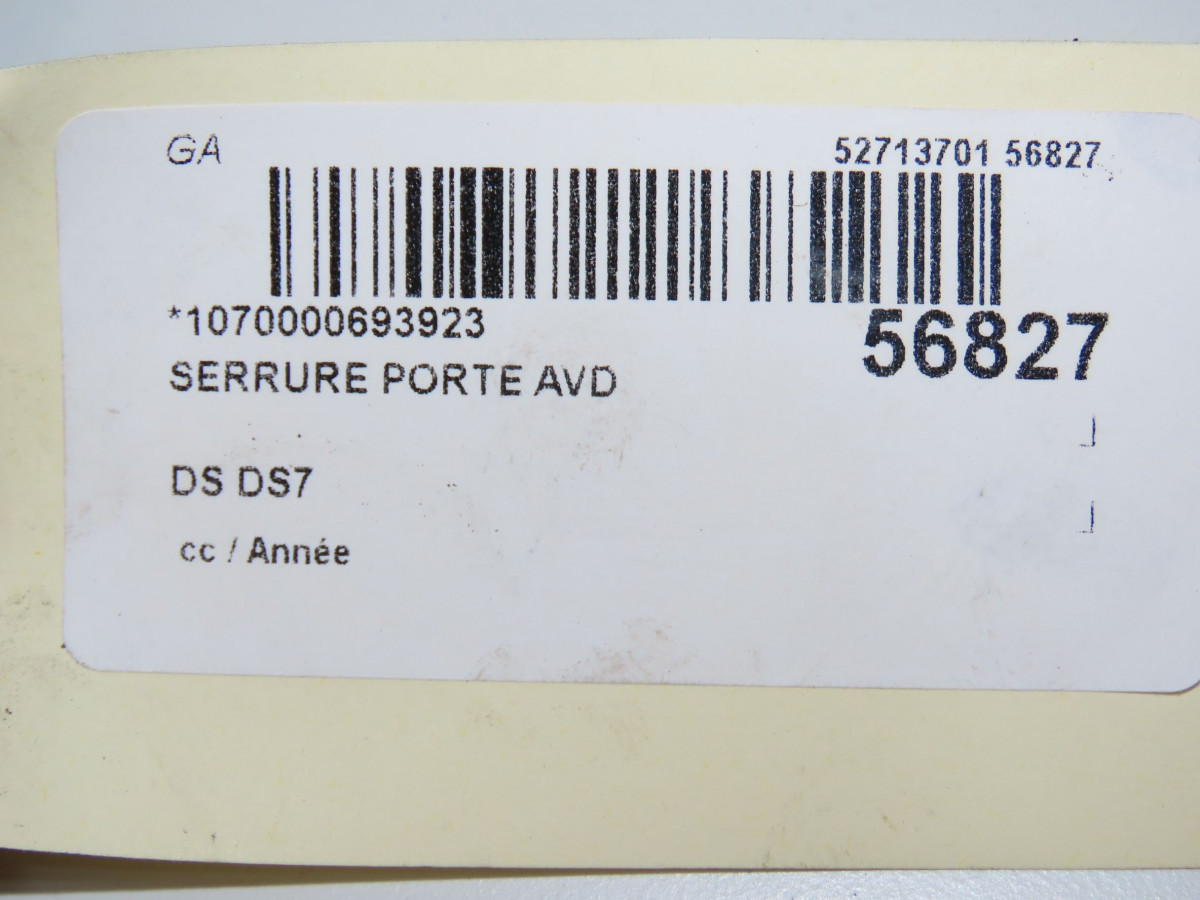 GA 52713701 56827
*1070000693923 56827
SERRURE PORTE AVD
DS DS7
cc / Année